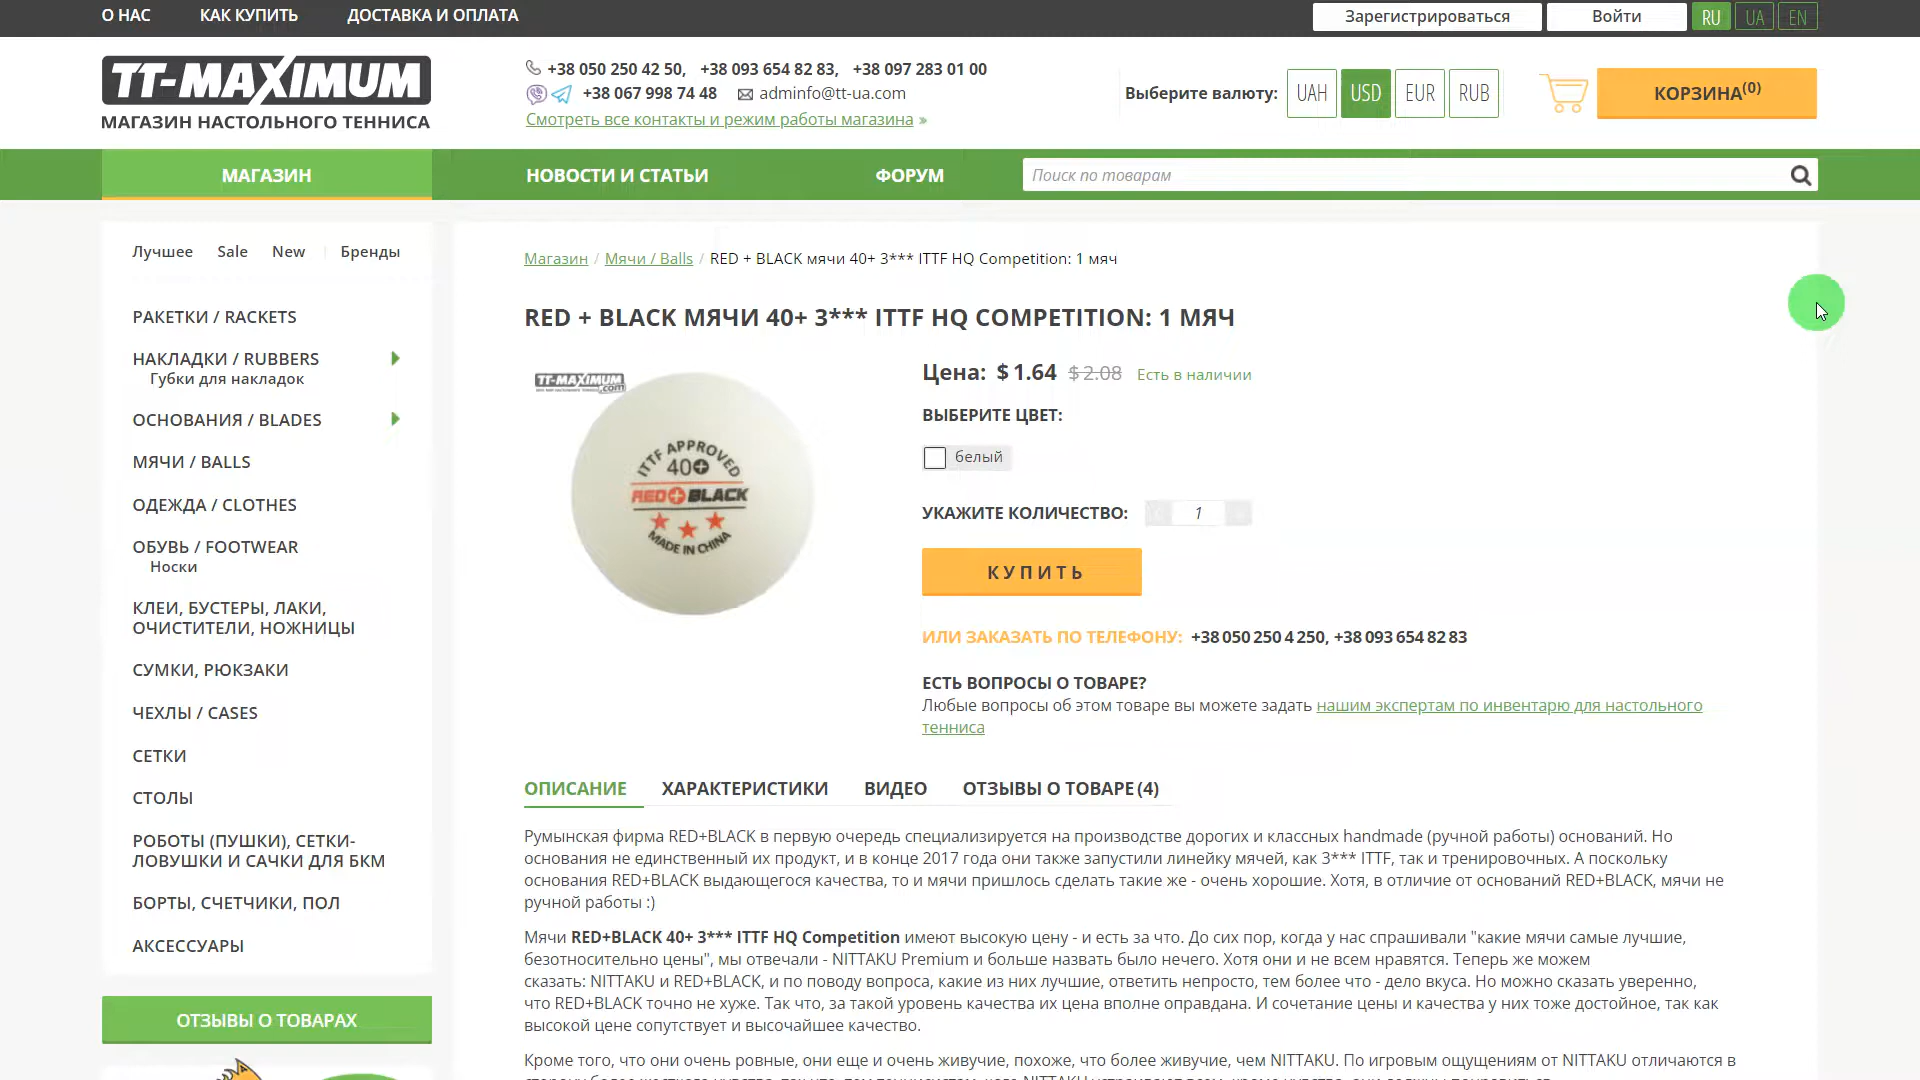 О НАС КАК КУПИТЬ ДОСТАВКА И ОПЛАТА Зарегистрироваться Войти RU UA EN
TT-MAXIMUM
МАГАЗИН НАСТОЛЬНОГО ТЕННИСА
+38 050 250 42 50, +38 093 654 82 83, +38 097 283 01 00
+38 067 998 74 48 adminfo@tt-ua.com
Смотреть все контакты и режим работы магазина »
Выберите валюту: UAH USD EUR RUB
КОРЗИНА(0)
МАГАЗИН НОВОСТИ И СТАТЬИ ФОРУМ Поиск по товарам
Лучшее Sale New Бренды
РАКЕТКИ / RACKETS
НАКЛАДКИ / RUBBERS
Губки для накладок
ОСНОВАНИЯ / BLADES
МЯЧИ / BALLS
ОДЕЖДА / CLOTHES
ОБУВЬ / FOOTWEAR
Носки
КЛЕИ, БУСТЕРЫ, ЛАКИ,
ОЧИСТИТЕЛИ, НОЖНИЦЫ
СУМКИ, РЮКЗАКИ
ЧЕХЛЫ / CASES
СЕТКИ
СТОЛЫ
РОБОТЫ (ПУШКИ), СЕТКИ-
ЛОВУШКИ И САЧКИ ДЛЯ БКМ
БОРТЫ, СЧЕТЧИКИ, ПОЛ
АКСЕССУАРЫ
ОТЗЫВЫ О ТОВАРАХ
Магазин / Мячи / Balls / RED + BLACK мячи 40+ 3*** ITTF HQ Competition: 1 мяч
RED + BLACK МЯЧИ 40+ 3*** ITTF HQ COMPETITION: 1 МЯЧ
TT-MAXIMUM
.com
ITTF APPROVED
40+
RED+BLACK
MADE IN CHINA
Цена: $ 1.64 $ 2.08 Есть в наличии
ВЫБЕРИТЕ ЦВЕТ:
белый
УКАЖИТЕ КОЛИЧЕСТВО: 1
КУПИТЬ
ИЛИ ЗАКАЗАТЬ ПО ТЕЛЕФОНУ: +38 050 250 4 250, +38 093 654 82 83
ЕСТЬ ВОПРОСЫ О ТОВАРЕ?
Любые вопросы об этом товаре вы можете задать нашим экспертам по инвентарю для настольного
тенниса
ОПИСАНИЕ ХАРАКТЕРИСТИКИ ВИДЕО ОТЗЫВЫ О ТОВАРЕ (4)
Румынская фирма RED+BLACK в первую очередь специализируется на производстве дорогих и классных handmade (ручной работы) оснований. Но
основания не единственный их продукт, и в конце 2017 года они также запустили линейку мячей, как 3*** ITTF, так и тренировочных. А поскольку
основания RED+BLACK выдающегося качества, то и мячи пришлось сделать такие же - очень хорошие. Хотя, в отличие от оснований RED+BLACK, мячи не
ручной работы :)
Мячи RED+BLACK 40+ 3*** ITTF HQ Competition имеют высокую цену - и есть за что. До сих пор, когда у нас спрашивали "какие мячи самые лучшие,
безотносительно цены", мы отвечали - NITTAKU Premium и больше назвать было нечего. Хотя они и не всем нравятся. Теперь же можем
сказать: NITTAKU и RED+BLACK, и по поводу вопроса, какие из них лучшие, ответить непросто, тем более что - дело вкуса. Но можно сказать уверенно,
что RED+BLACK точно не хуже. Так что, за такой уровень качества их цена вполне оправдана. И сочетание цены и качества у них тоже достойное, так как
высокой цене сопутствует и высочайшее качество.
Кроме того, что они очень ровные, они еще и очень живучие, похоже, что более живучие, чем NITTAKU. По игровым ощущениям от NITTAKU отличаются в